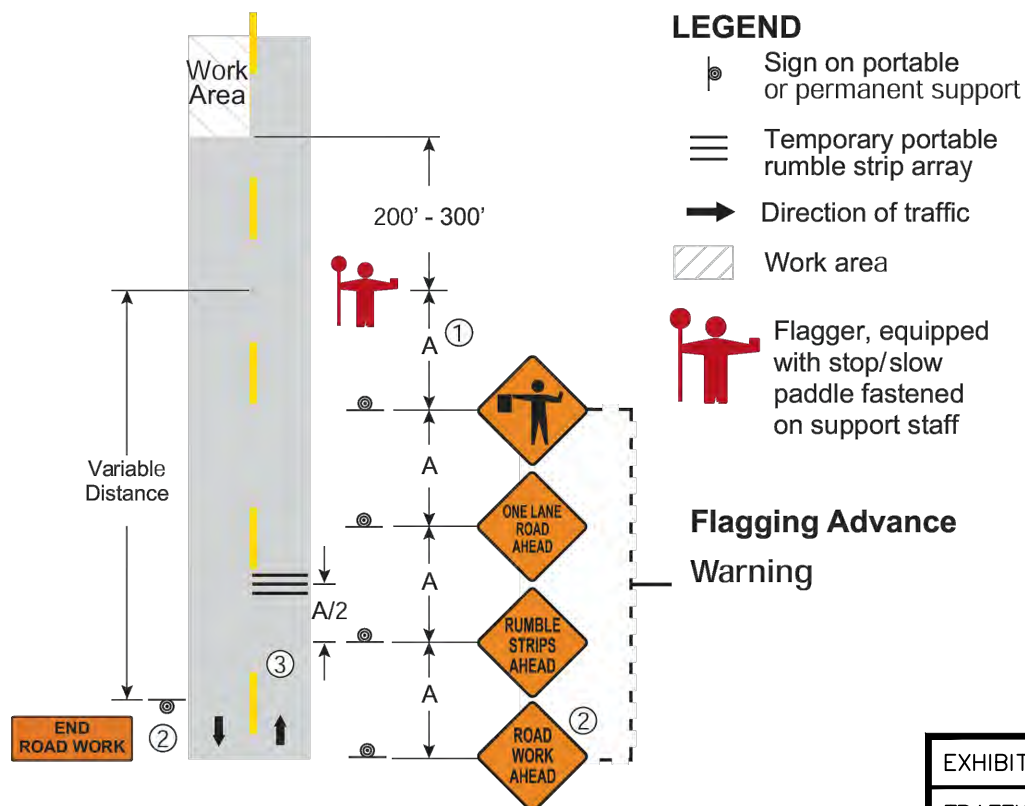 Work
Area
200' - 300'
1
A
A
A
A
A/2
Variable
Distance
3
2
END
ROAD WORK
ONE LANE
ROAD
AHEAD
RUMBLE
STRIPS
AHEAD
ROAD
WORK
AHEAD
2
LEGEND
Sign on portable
or permanent support
Temporary portable
rumble strip array
Direction of traffic
Work area
Flagger, equipped
with stop/slow
paddle fastened
on support staff
Flagging Advance
Warning
EXHIBIT